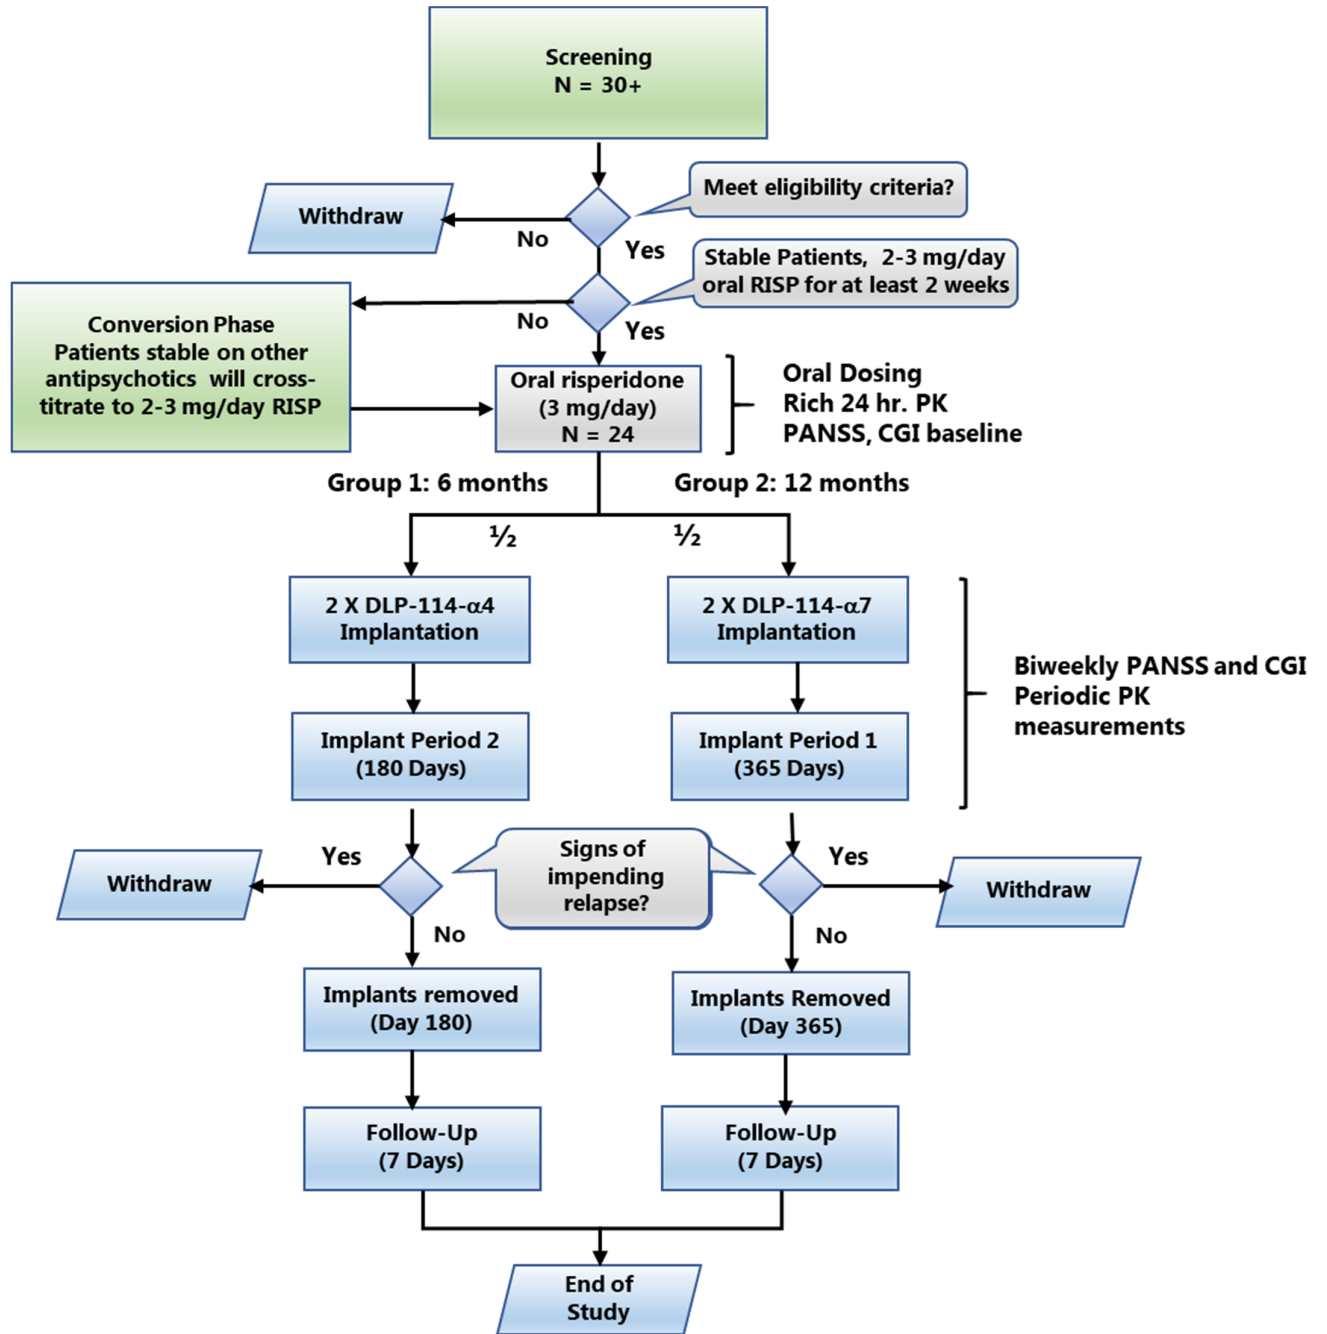 Screening
N = 30+
Meet eligibility criteria?
Withdraw
No
Yes
Stable Patients, 2-3 mg/day
oral RISP for at least 2 weeks
No
Yes
Conversion Phase
Patients stable on other
antipsychotics will cross-
titrate to 2-3 mg/day RISP
Oral risperidone
(3 mg/day)
N = 24
Oral Dosing
Rich 24 hr. PK
PANSS, CGI baseline
Group 1: 6 months
Group 2: 12 months
½
½
2 X DLP-114-α4
Implantation
2 X DLP-114-α7
Implantation
Biweekly PANSS and CGI
Periodic PK
measurements
Implant Period 2
(180 Days)
Implant Period 1
(365 Days)
Signs of
impending
relapse?
Yes
Withdraw
No
Yes
Withdraw
No
Implants removed
(Day 180)
Implants Removed
(Day 365)
Follow-Up
(7 Days)
Follow-Up
(7 Days)
End of
Study